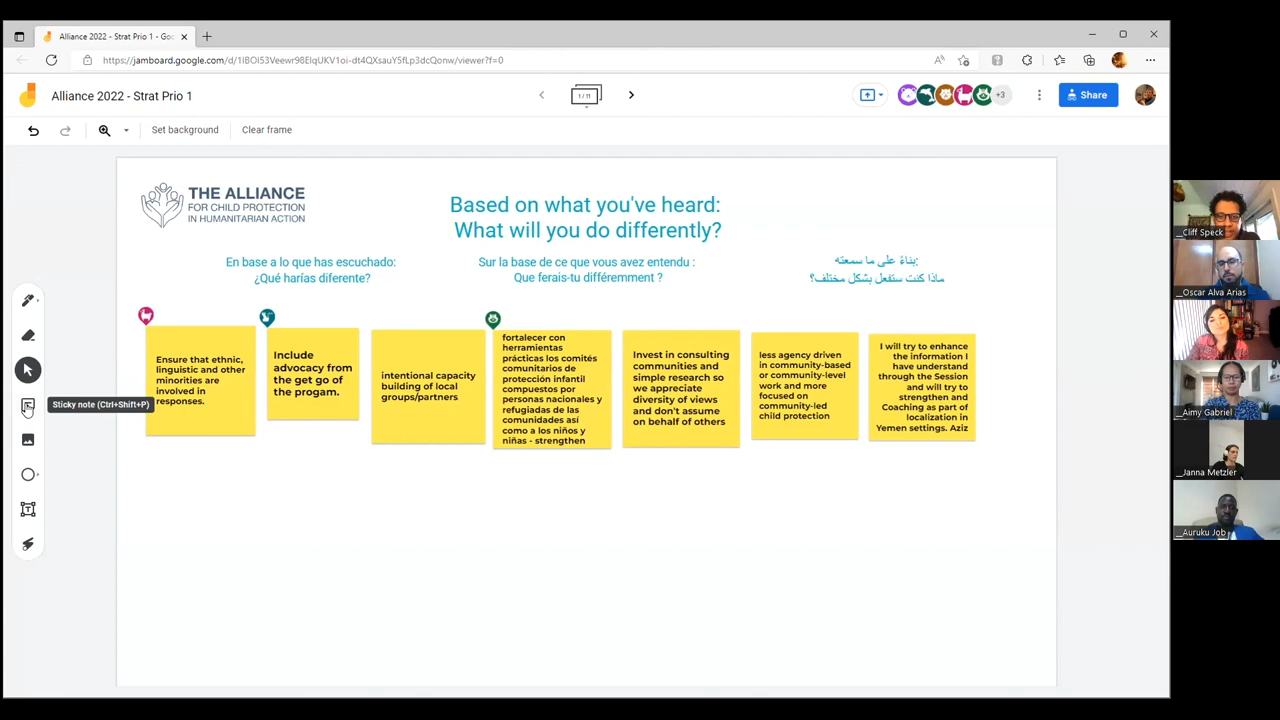 Alliance 2022 - Strat Prio 1 - Goo
https://jamboard.google.com/d/
/viewer?f=0
Alliance 2022 - Strat Prio 1
1 / 11
+3
Share
Set background
Clear frame
THE ALLIANCE
FOR CHILD PROTECTION
IN HUMANITARIAN ACTION
Based on what you've heard:
What will you do differently?
En base a lo que has escuchado:
¿Qué harías diferente?
Sur la base de ce que vous avez entendu :
Que ferais-tu différemment ?
بناءً على ما سمعته:
ماذا كنت ستفعل بشكل مختلف؟
Ensure that ethnic,
linguistic and other
minorities are
involved in
responses.
Include
advocacy from
the get go of
the progam.
intentional capacity
building of local
groups/partners
fortalecer con
herramientas
prácticas los comités
comunitarios de
protección infantil
compuestos por
personas nacionales y
refugiadas de las
comunidades así
como a los niños y
niñas - strengthen
Invest in consulting
communities and
simple research so
we appreciate
diversity of views
and don't assume
on behalf of others
less agency driven
in community-based
or community-level
work and more
focused on
community-led
child protection
I will try to enhance
the information I
have understand
through the Session
and will try to
strengthen and
Coaching as part of
localization in
Yemen settings. Aziz
Sticky note (Ctrl+Shift+P)
__Cliff Speck
__Oscar Alva Arias
__Aimy Gabriel
__Janna Metzler
__Auruku Job